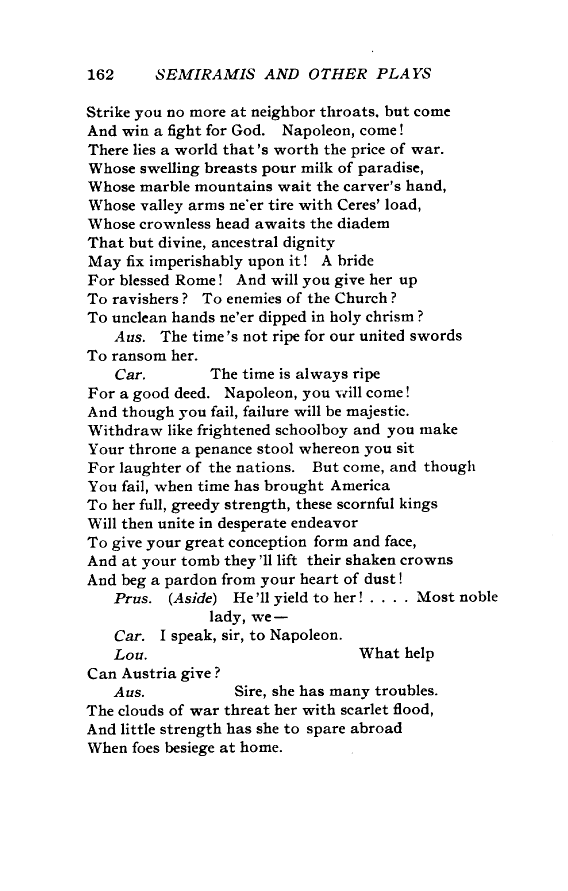 162 SEMIRAMIS AND OTHER PLAYS
Strike you no more at neighbor throats, but come
And win a fight for God. Napoleon, come!
There lies a world that's worth the price of war.
Whose swelling breasts pour milk of paradise,
Whose marble mountains wait the carver's hand,
Whose valley arms ne'er tire with Ceres' load,
Whose crownless head awaits the diadem
That but divine, ancestral dignity
May fix imperishably upon it! A bride
For blessed Rome! And will you give her up
To ravishers? To enemies of the Church?
To unclean hands ne'er dipped in holy chrism?
Aus. The time's not ripe for our united swords
To ransom her.
Car. The time is always ripe
For a good deed. Napoleon, you will come!
And though you fail, failure will be majestic.
Withdraw like frightened schoolboy and you make
Your throne a penance stool whereon you sit
For laughter of the nations. But come, and though
You fail, when time has brought America
To her full, greedy strength, these scornful kings
Will then unite in desperate endeavor
To give your great conception form and face,
And at your tomb they'll lift their shaken crowns
And beg a pardon from your heart of dust!
Prus. (Aside) He'll yield to her! .... Most noble
lady, we—
Car. I speak, sir, to Napoleon.
Lou. What help
Can Austria give?
Aus. Sire, she has many troubles.
The clouds of war threat her with scarlet flood,
And little strength has she to spare abroad
When foes besiege at home.